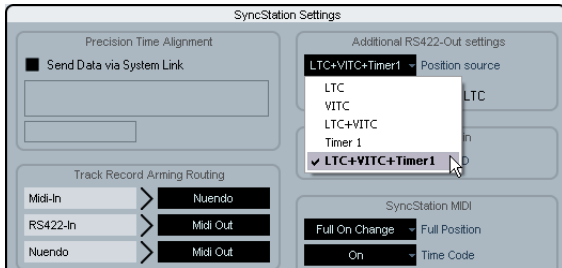 SyncStation Settings
Precision Time Alignment
Send Data via System Link
Track Record Arming Routing
Midi-In > Nuendo
RS422-In > Midi Out
Nuendo > Midi Out
Additional RS422-Out settings
LTC+VITC+Timer1 Position source
LTC
LTC
VITC
LTC+VITC
Timer 1
✓ LTC+VITC+Timer1
SyncStation MIDI
Full On Change Full Position
On Time Code